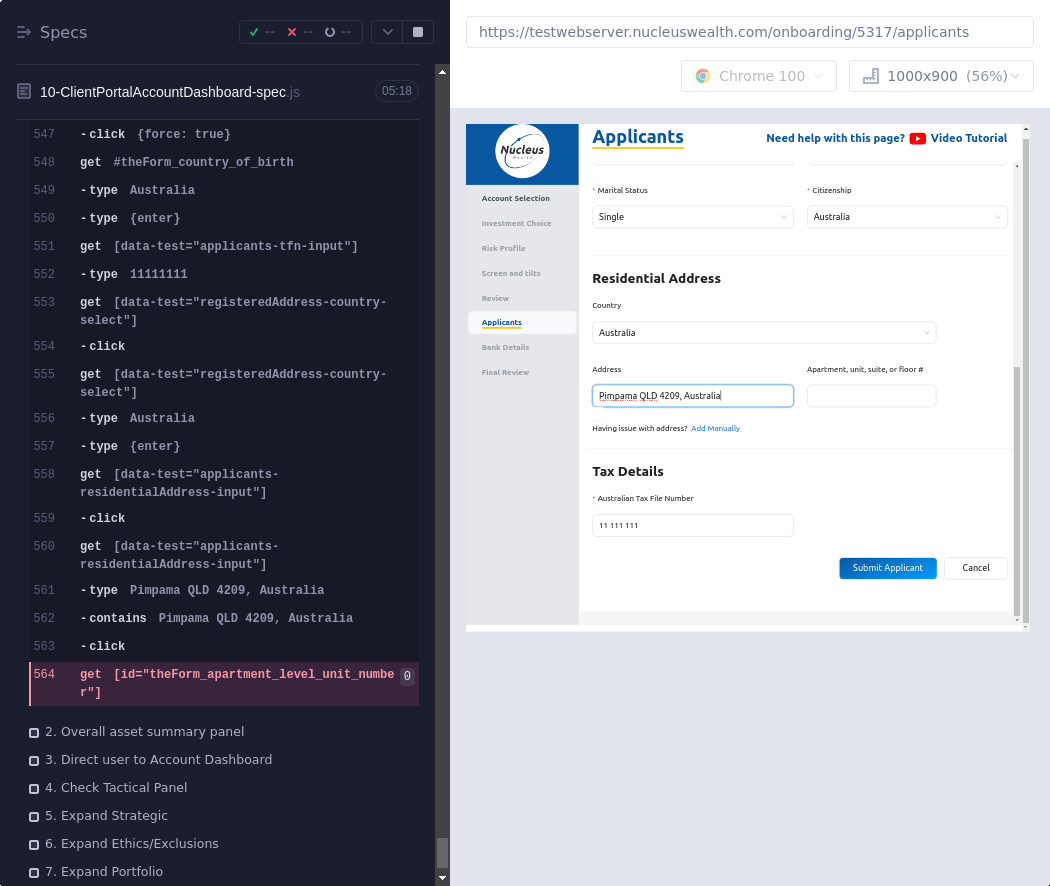 Specs
--
--
--
10-ClientPortalAccountDashboard-spec.js
05:18
547 -click {force: true}
548 get #theForm_country_of_birth
549 -type Australia
550 -type {enter}
551 get [data-test="applicants-tfn-input"]
552 -type 11111111
553 get [data-test="registeredAddress-country-
select"]
554 -click
555 get [data-test="registeredAddress-country-
select"]
556 -type Australia
557 -type {enter}
558 get [data-test="applicants-
residentialAddress-input"]
559 -click
560 get [data-test="applicants-
residentialAddress-input"]
561 -type Pimpama QLD 4209, Australia
562 -contains Pimpama QLD 4209, Australia
563 -click
564 get [id="theForm_apartment_level_unit_numbe 0
r"]
2. Overall asset summary panel
3. Direct user to Account Dashboard
4. Check Tactical Panel
5. Expand Strategic
6. Expand Ethics/Exclusions
7. Expand Portfolio
https://testwebserver.nucleuswealth.com/onboarding/5317/applicants
Chrome 100
1000x900 (56%)
Nucleus
Wealth
Account Selection
Investment Choice
Risk Profile
Screen and tilts
Review
Applicants
Bank Details
Final Review
Applicants
Need help with this page? Video Tutorial
* Marital Status
* Citizenship
Single
Australia
Residential Address
Country
Australia
Address
Apartment, unit, suite, or floor #
Pimpama QLD 4209, Australia
Having issue with address? Add Manually
Tax Details
* Australian Tax File Number
11 111 111
Submit Applicant
Cancel